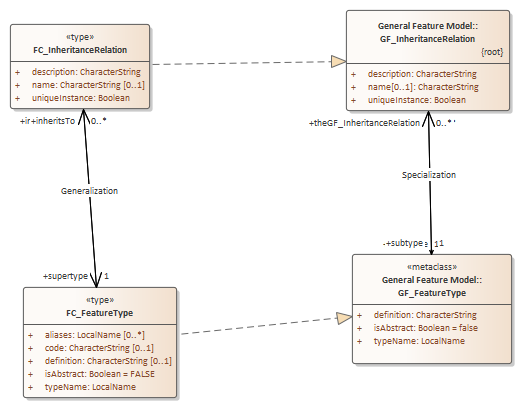 «type»
FC_InheritanceRelation
+ description: CharacterString
+ name: CharacterString [0..1]
+ uniqueInstance: Boolean
General Feature Model::
GF_InheritanceRelation
{root}
+ description: CharacterString
+ name[0..1]: CharacterString
+ uniqueInstance: Boolean
+inheritsTo 0..*
+theGF_InheritanceRelation 0..*
Generalization
Specialization
+supertype 1
+subtype 1
«type»
FC_FeatureType
+ aliases: LocalName [0..*]
+ code: CharacterString [0..1]
+ definition: CharacterString [0..1]
+ isAbstract: Boolean = FALSE
+ typeName: LocalName
«metaclass»
General Feature Model::
GF_FeatureType
+ definition: CharacterString
+ isAbstract: Boolean = false
+ typeName: LocalName